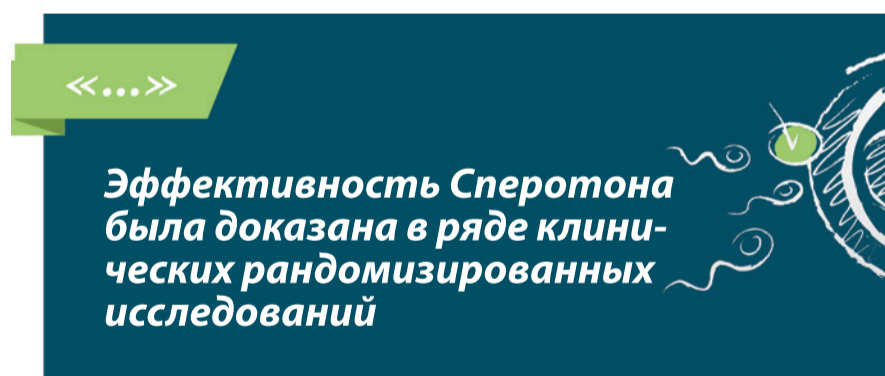 «...»
Эффективность Сперотона
была доказана в ряде клини-
ческих рандомизированных
исследований